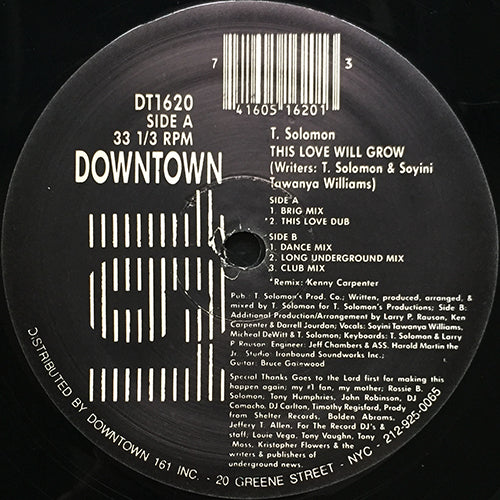 7 3
41605 16201
DT1620
SIDE A
33 1/3 RPM
DOWNTOWN
T. Solomon
THIS LOVE WILL GROW
(Writers: T. Solomon & Soyini
Tawanya Williams)
SIDE A
1. BRIG MIX
* 2. THIS LOVE DUB
SIDE B
1. DANCE MIX
2. LONG UNDERGROUND MIX
3. CLUB MIX
*Remix: Kenny Carpenter
Pub.: T. Solomon's Prod. Co.; Written, produced, arranged, &
mixed by T. Solomon for T. Solomon's Productions; Side B:
Additional Production/Arrangement by Larry P. Rauson, Ken
Carpenter & Darrell Jourdan; Vocals: Soyini Tawanya Williams,
Micheal DeWitt & T. Solomon; Keyboards: T. Solomon & Larry
P Rauson; Engineer: Jeff Chambers & ASS. Harold Martin the
Jr.; Studio: Ironbound Soundworks Inc.;
Guitar: Bruce Gainwood
Special Thanks Goes to the Lord first for making this
happen again; my #1 fan, my mother; Rossie B.
Solomon, Tony Humphries, John Robinson, DJ
Camacho, DJ Carlton, Timothy Regisford, Prody
from Shelter Records, Bolden Abrams,
Jeffery T. Allen, For The Record DJ's &
staff; Louie Vega, Tony Vaughn, Tony
Moss, Kristopher Flowers & the
writers & publishers of
underground news.
DISTRIBUTED BY DOWNTOWN 161 INC. - 20 GREENE STREET - NYC - 212-925-0065